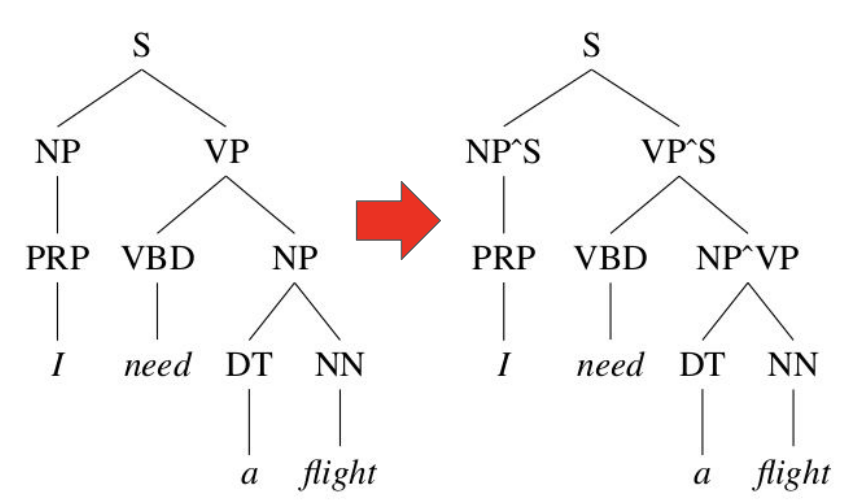 S S
NP VP NP^S VP^S
PRP VBD NP PRP VBD NP^VP
I need DT NN I need DT NN
a flight a flight